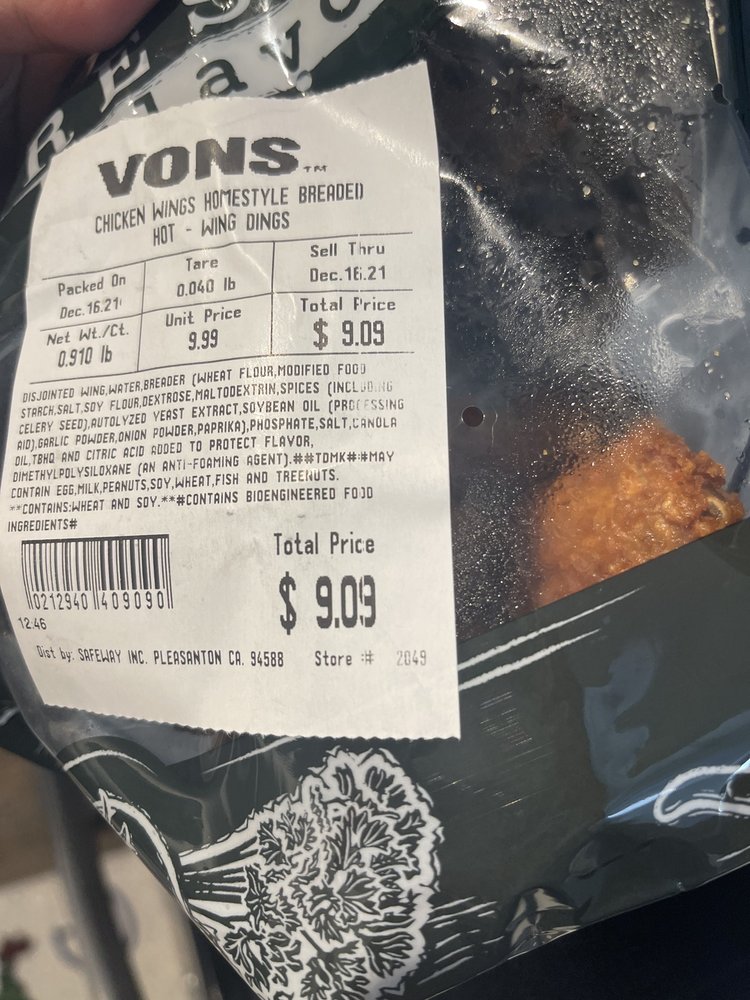 RES
lavo
VONS™
CHICKEN WINGS HOMESTYLE BREADED
HOT - WING DINGS
Packed On
Dec.16.21
Tare
0.040 lb
Sell Thru
Dec.16.21
Net Wt./Ct.
0.910 lb
Unit Price
9.99
Total Price
$ 9.09
DISJOINTED WING,WATER,BREADER (WHEAT FLOUR,MODIFIED FOOD
STARCH,SALT,SOY FLOUR,DEXTROSE,MALTODEXTRIN,SPICES (INCLUDING
CELERY SEED),AUTOLYZED YEAST EXTRACT,SOYBEAN OIL (PROCESSING
AID),GARLIC POWDER,ONION POWDER,PAPRIKA),PHOSPHATE,SALT,CANOLA
OIL,TBHQ AND CITRIC ACID ADDED TO PROTECT FLAVOR,
DIMETHYLPOLYSILOXANE (AN ANTI-FOAMING AGENT).##TDMK##MAY
CONTAIN EGG,MILK,PEANUTS,SOY,WHEAT,FISH AND TREENUTS.
**CONTAINS:WHEAT AND SOY.**#CONTAINS BIOENGINEERED FOOD
INGREDIENTS#
0212940 409090
12:46
Total Price
$ 9.09
Dist by: SAFEWAY INC. PLEASANTON CA. 94588 Store # 2049